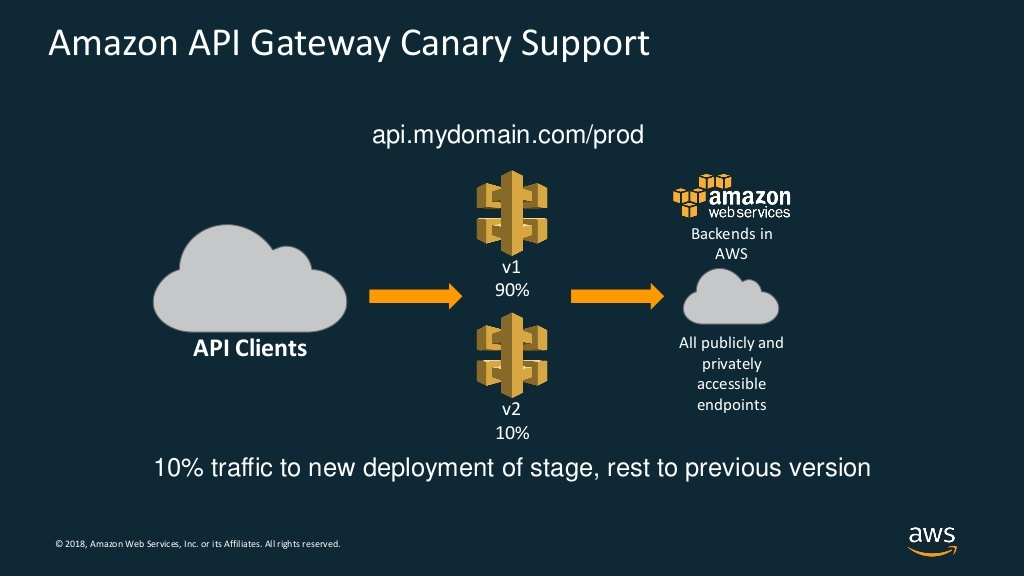 Amazon API Gateway Canary Support
api.mydomain.com/prod
API Clients
v1
90%
v2
10%
amazon
webservices
Backends in
AWS
All publicly and
privately
accessible
endpoints
10% traffic to new deployment of stage, rest to previous version
© 2018, Amazon Web Services, Inc. or its Affiliates. All rights reserved.
aws